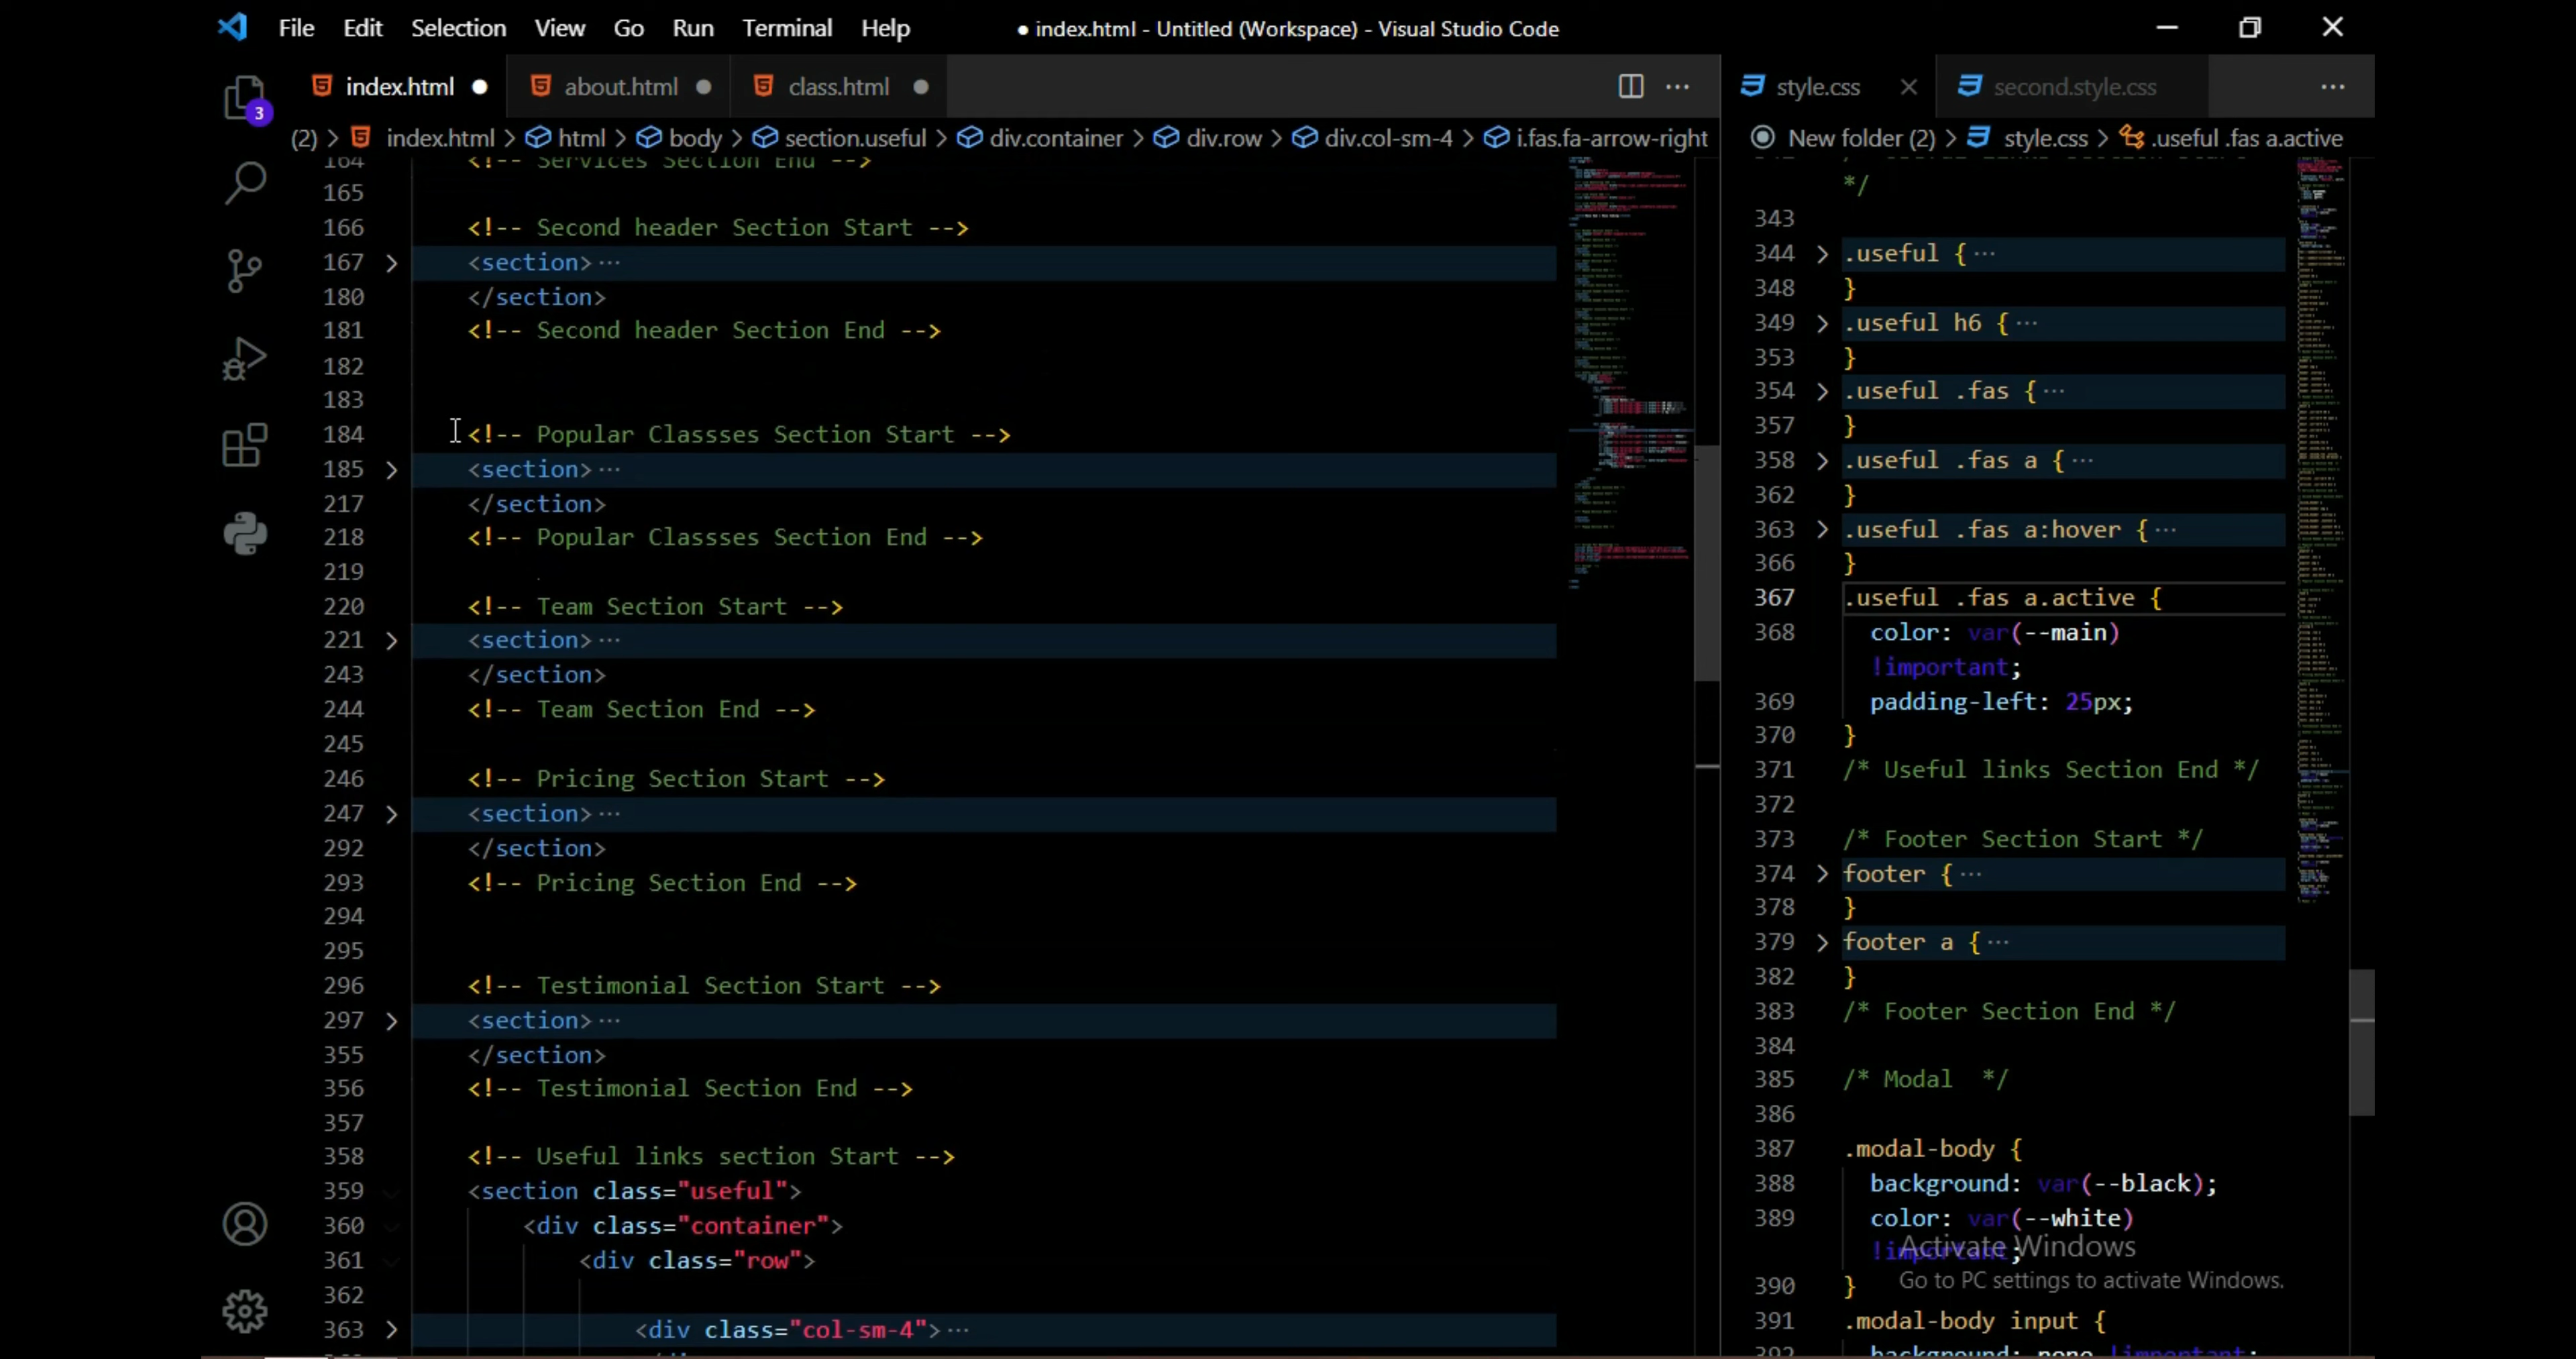 File Edit Selection View Go Run Terminal Help
● index.html - Untitled (Workspace) - Visual Studio Code
index.html ●
about.html ●
class.html ●
(2) > index.html > html > body > section.useful > div.container > div.row > div.col-sm-4 > i.fas.fa-arrow-right
3
164 <!-- Services Section End -->
165
166 <!-- Second header Section Start -->
167 > <section>···
180 </section>
181 <!-- Second header Section End -->
182
183
184 <!-- Popular Classses Section Start -->
185 > <section>···
217 </section>
218 <!-- Popular Classses Section End -->
219
220 <!-- Team Section Start -->
221 > <section>···
243 </section>
244 <!-- Team Section End -->
245
246 <!-- Pricing Section Start -->
247 > <section>···
292 </section>
293 <!-- Pricing Section End -->
294
295
296 <!-- Testimonial Section Start -->
297 > <section>···
355 </section>
356 <!-- Testimonial Section End -->
357
358 <!-- Useful links section Start -->
359 <section class="useful">
360 <div class="container">
361 <div class="row">
362
363 > <div class="col-sm-4">···
style.css ×
second.style.css
New folder (2) > style.css > .useful .fas a.active
*/
343
344 > .useful {···
348 }
349 > .useful h6 {···
353 }
354 > .useful .fas {···
357 }
358 > .useful .fas a {···
362 }
363 > .useful .fas a:hover {···
366 }
367 .useful .fas a.active {
368 color: var(--main)
!important;
369 padding-left: 25px;
370 }
371 /* Useful links Section End */
372
373 /* Footer Section Start */
374 > footer {···
378 }
379 > footer a {···
382 }
383 /* Footer Section End */
384
385 /* Modal  */
386
387 .modal-body {
388 background: var(--black);
389 color: var(--white)
!important;
390 }
391 .modal-body input {
392 background: none !important;
Activate Windows
Go to PC settings to activate Windows.